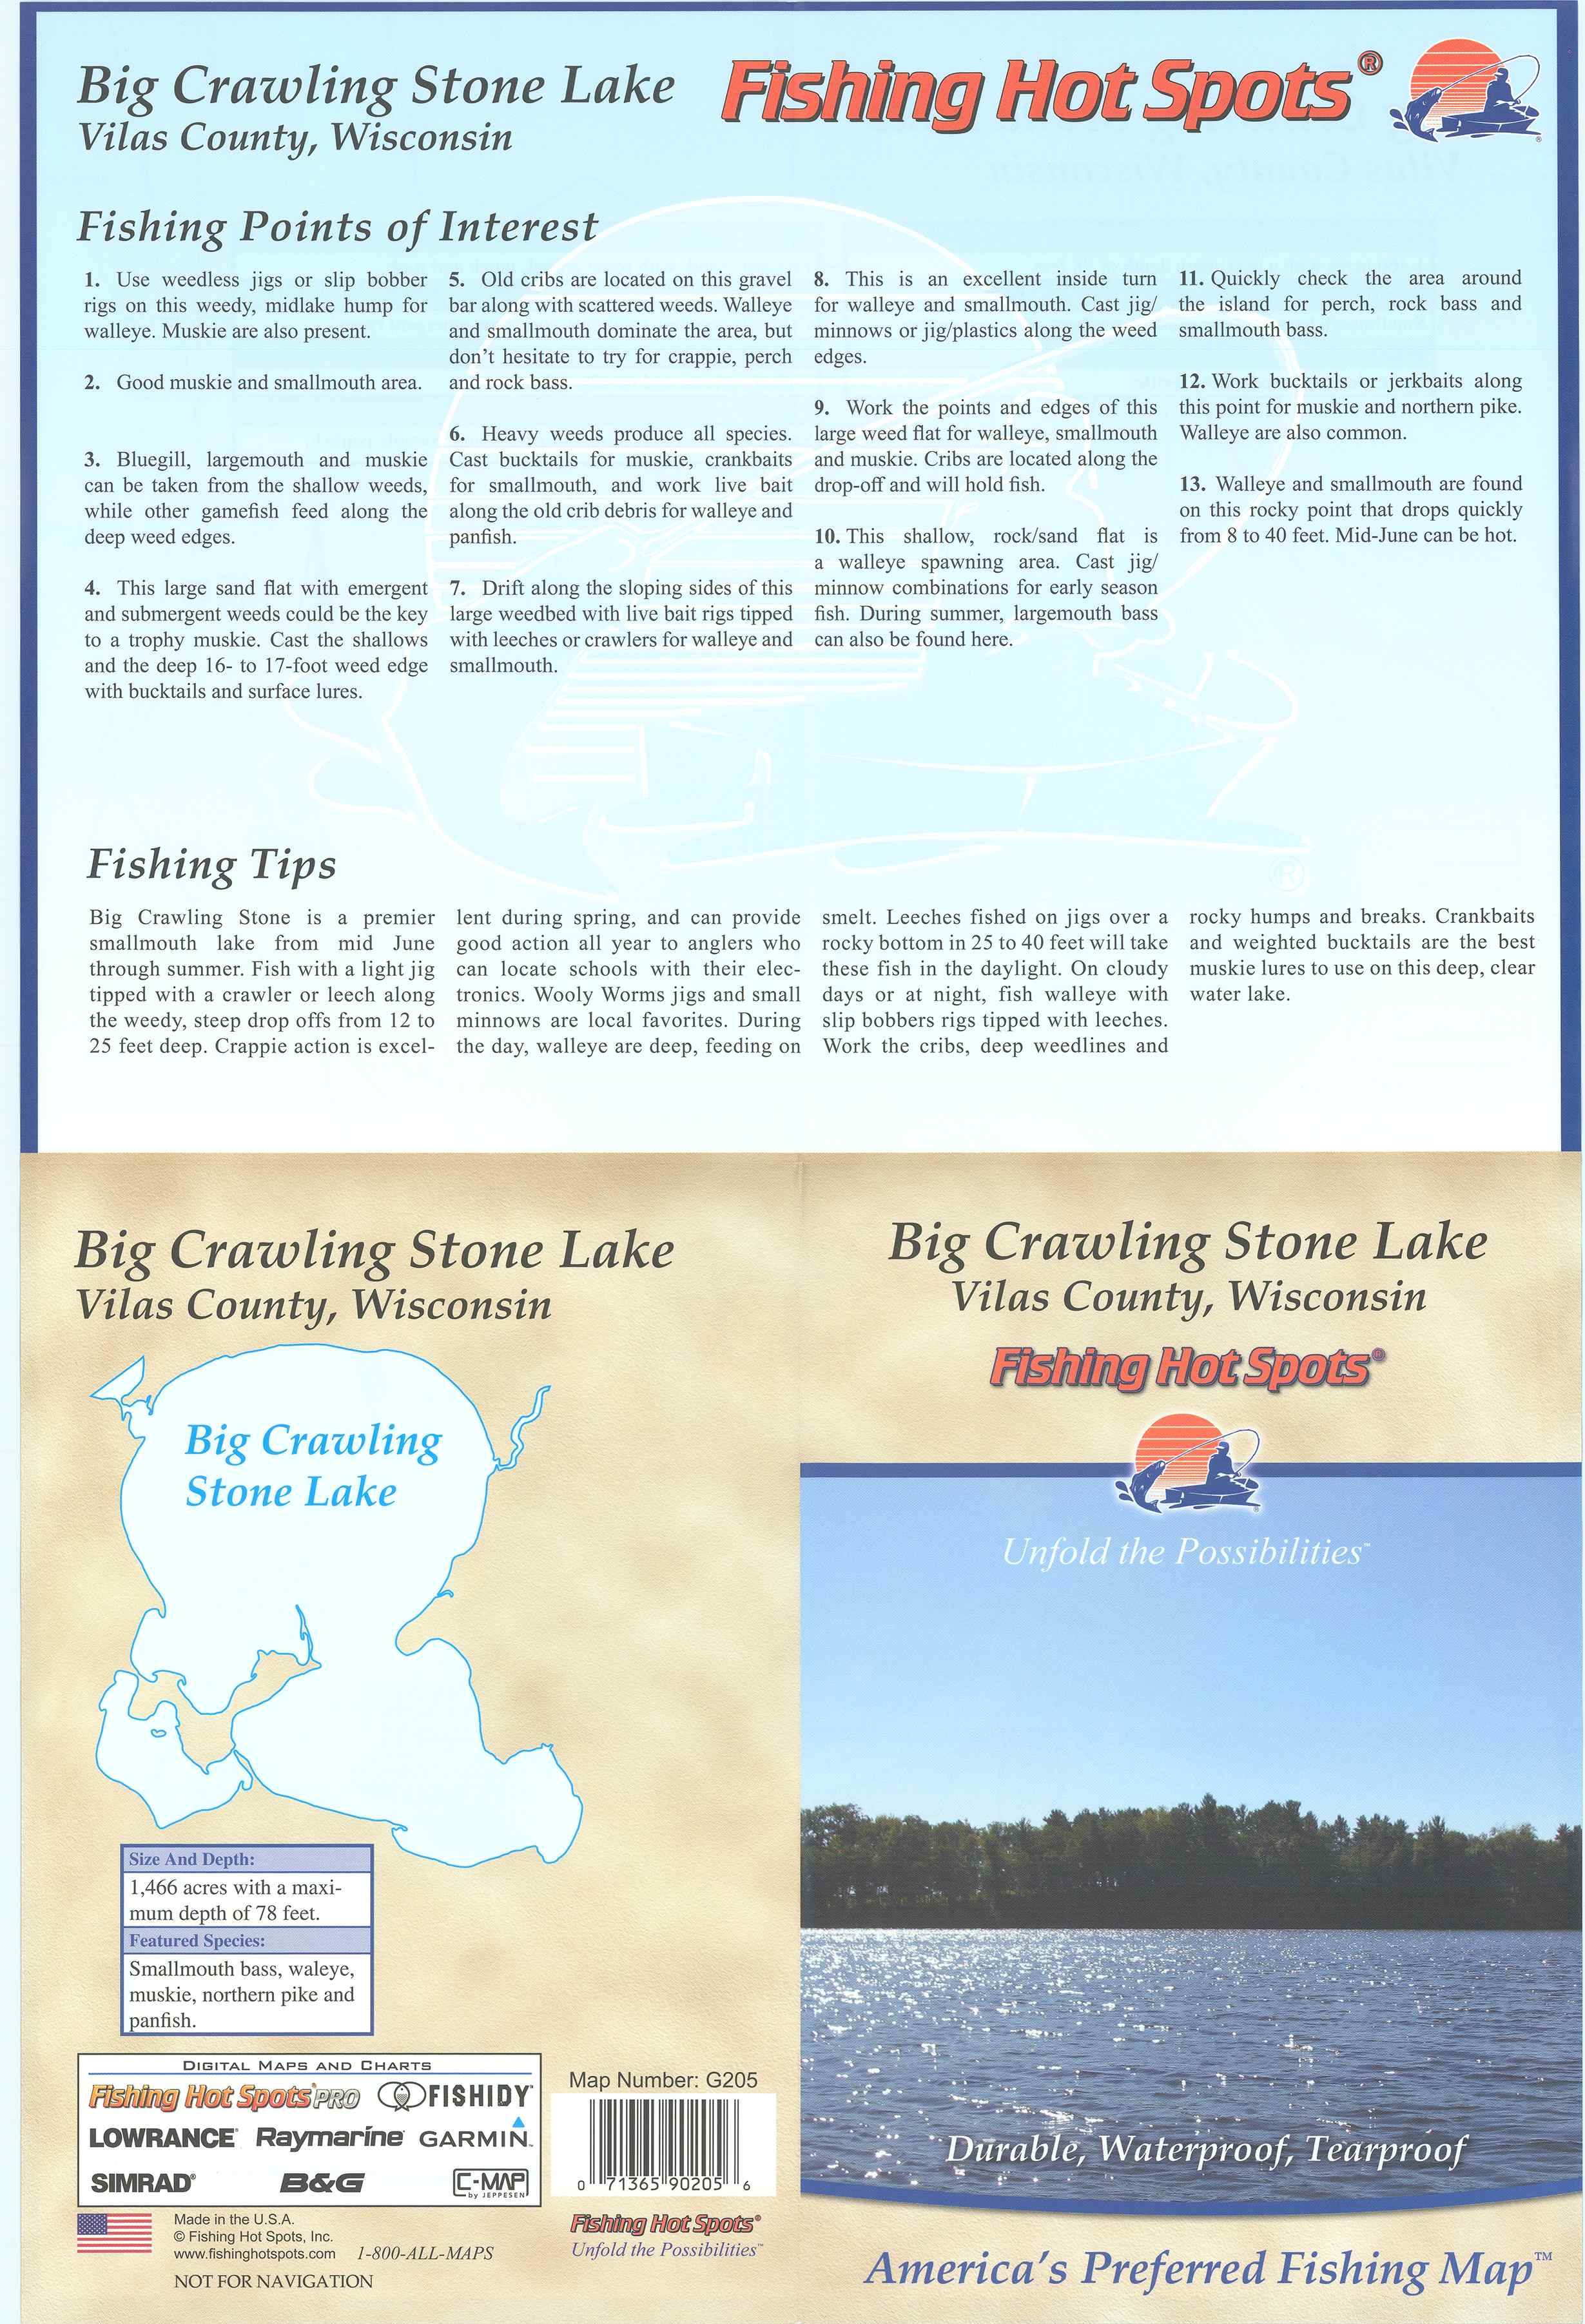 Big Crawling Stone Lake
Vilas County, Wisconsin
Fishing Hot Spots®
Fishing Points of Interest
1. Use weedless jigs or slip bobber
rigs on this weedy, midlake hump for
walleye. Muskie are also present.
2. Good muskie and smallmouth area.
3. Bluegill, largemouth and muskie
can be taken from the shallow weeds,
while other gamefish feed along the
deep weed edges.
4. This large sand flat with emergent
and submergent weeds could be the key
to a trophy muskie. Cast the shallows
and the deep 16- to 17-foot weed edge
with bucktails and surface lures.
5. Old cribs are located on this gravel
bar along with scattered weeds. Walleye
and smallmouth dominate the area, but
don't hesitate to try for crappie, perch
and rock bass.
6. Heavy weeds produce all species.
Cast bucktails for muskie, crankbaits
for smallmouth, and work live bait
along the old crib debris for walleye and
panfish.
7. Drift along the sloping sides of this
large weedbed with live bait rigs tipped
with leeches or crawlers for walleye and
smallmouth.
8. This is an excellent inside turn
for walleye and smallmouth. Cast jig/
minnows or jig/plastics along the weed
edges.
9. Work the points and edges of this
large weed flat for walleye, smallmouth
and muskie. Cribs are located along the
drop-off and will hold fish.
10. This shallow, rock/sand flat is
a walleye spawning area. Cast jig/
minnow combinations for early season
fish. During summer, largemouth bass
can also be found here.
11. Quickly check the area around
the island for perch, rock bass and
smallmouth bass.
12. Work bucktails or jerkbaits along
this point for muskie and northern pike.
Walleye are also common.
13. Walleye and smallmouth are found
on this rocky point that drops quickly
from 8 to 40 feet. Mid-June can be hot.
Fishing Tips
Big Crawling Stone is a premier
smallmouth lake from mid June
through summer. Fish with a light jig
tipped with a crawler or leech along
the weedy, steep drop offs from 12 to
25 feet deep. Crappie action is excel-
lent during spring, and can provide
good action all year to anglers who
can locate schools with their elec-
tronics. Wooly Worms jigs and small
minnows are local favorites. During
the day, walleye are deep, feeding on
smelt. Leeches fished on jigs over a
rocky bottom in 25 to 40 feet will take
these fish in the daylight. On cloudy
days or at night, fish walleye with
slip bobbers rigs tipped with leeches.
Work the cribs, deep weedlines and
rocky humps and breaks. Crankbaits
and weighted bucktails are the best
muskie lures to use on this deep, clear
water lake.
Big Crawling Stone Lake
Vilas County, Wisconsin
Big Crawling
Stone Lake
Size And Depth:
1,466 acres with a maxi-
mum depth of 78 feet.
Featured Species:
Smallmouth bass, waleye,
muskie, northern pike and
panfish.
Digital Maps and Charts
Fishing Hot Spots PRO FISHIDY
LOWRANCE Raymarine GARMIN
SIMRAD B&G C-MAP
by JEPPESEN
Made in the U.S.A.
© Fishing Hot Spots, Inc.
www.fishinghotspots.com 1-800-ALL-MAPS
NOT FOR NAVIGATION
Map Number: G205
0 71365 90205 6
Fishing Hot Spots®
Unfold the Possibilities™
Big Crawling Stone Lake
Vilas County, Wisconsin
Fishing Hot Spots®
Unfold the Possibilities™
Durable, Waterproof, Tearproof
America's Preferred Fishing Map™